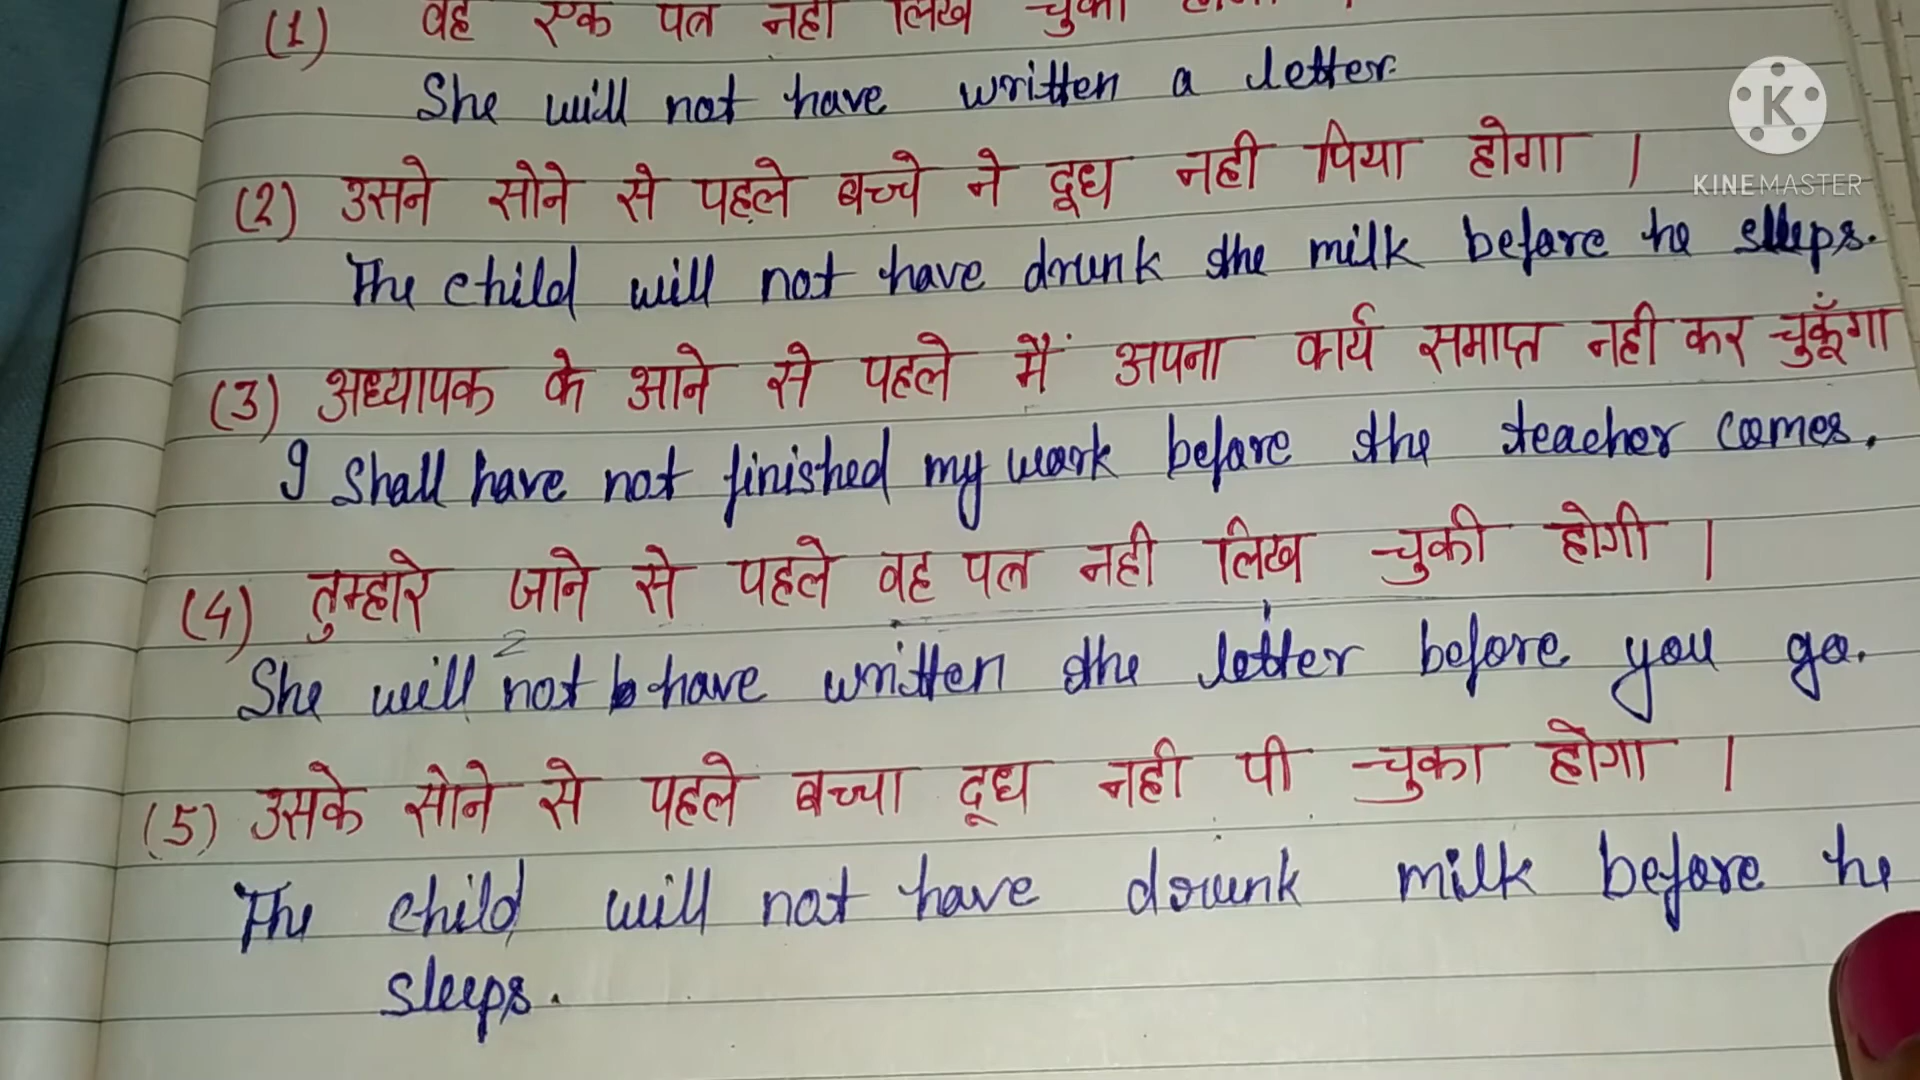 (1) वह एक पत्र नही लिख चुका
She will not have written a letter.
(2) उसने सोने से पहले बच्चे ने दूध नही पिया होगा ।
The child will not have drunk the milk before he sleeps.
(3) अध्यापक के आने से पहले मैं अपना कार्य समाप्त नही कर चुकूँगा
I shall have not finished my work before the teacher comes.
(4) तुम्हारे जाने से पहले वह पत्र नही लिख चुकी होगी ।
She will not have written the letter before you go.
(5) उसके सोने से पहले बच्चा दूध नही पी चुका होगा ।
The child will not have drunk milk before he
sleeps.
K
KINEMASTER